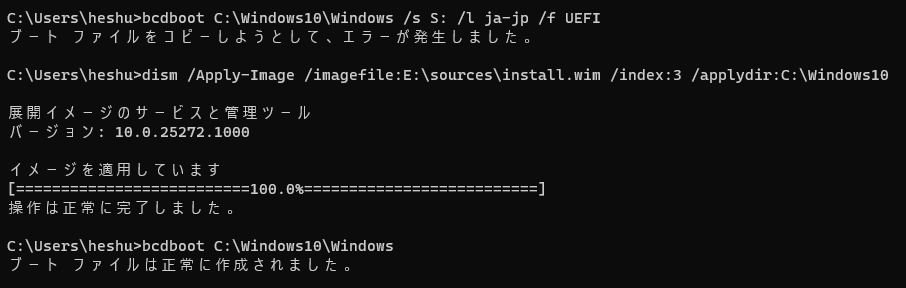 C:\Users\heshu>bcdboot C:\Windows10\Windows /s S: /l ja-jp /f UEFI
ブート ファイルをコピーしようとして、エラーが発生しました。
C:\Users\heshu>dism /Apply-Image /imagefile:E:\sources\install.wim /index:3 /applydir:C:\Windows10
展開イメージのサービスと管理ツール
バージョン: 10.0.25272.1000
イメージを適用しています
[==========================100.0%==========================]
操作は正常に完了しました。
C:\Users\heshu>bcdboot C:\Windows10\Windows
ブート ファイルは正常に作成されました。